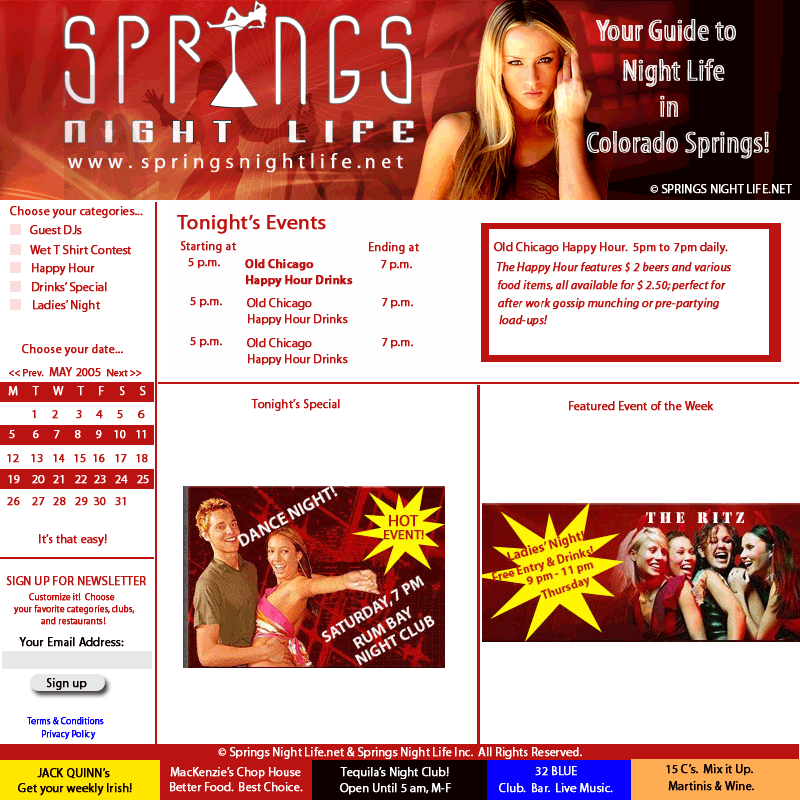 SPRINGS
NIGHT LIFE
www.springsnightlife.net
Your Guide to
Night Life
in
Colorado Springs!
© SPRINGS NIGHT LIFE.NET
Choose your categories...
Guest DJs
Wet T Shirt Contest
Happy Hour
Drinks' Special
Ladies' Night
Choose your date...
<< Prev. MAY 2005 Next >>
M T W T F S S
1 2 3 4 5 6
5 6 7 8 9 10 11
12 13 14 15 16 17 18
19 20 21 22 23 24 25
26 27 28 29 30 31
It's that easy!
SIGN UP FOR NEWSLETTER
Customize it! Choose
your favorite categories, clubs,
and restaurants!
Your Email Address:
Sign up
Terms & Conditions
Privacy Policy
Tonight's Events
Starting at Ending at
5 p.m. Old Chicago 7 p.m.
Happy Hour Drinks
5 p.m. Old Chicago 7 p.m.
Happy Hour Drinks
5 p.m. Old Chicago 7 p.m.
Happy Hour Drinks
Old Chicago Happy Hour. 5pm to 7pm daily.
The Happy Hour features $ 2 beers and various
food items, all available for $ 2.50; perfect for
after work gossip munching or pre-partying
load-ups!
Tonight's Special
DANCE NIGHT!
HOT
EVENT!
SATURDAY, 7 PM
RUM BAY
NIGHT CLUB
Featured Event of the Week
THE RITZ
Ladies' Night!
Free Entry & Drinks!
9 pm - 11 pm
Thursday
© Springs Night Life.net & Springs Night Life Inc. All Rights Reserved.
JACK QUINN's
Get your weekly Irish!
MacKenzie's Chop House
Better Food. Best Choice.
Tequila's Night Club!
Open Until 5 am, M-F
32 BLUE
Club. Bar. Live Music.
15 C's. Mix it Up.
Martinis & Wine.